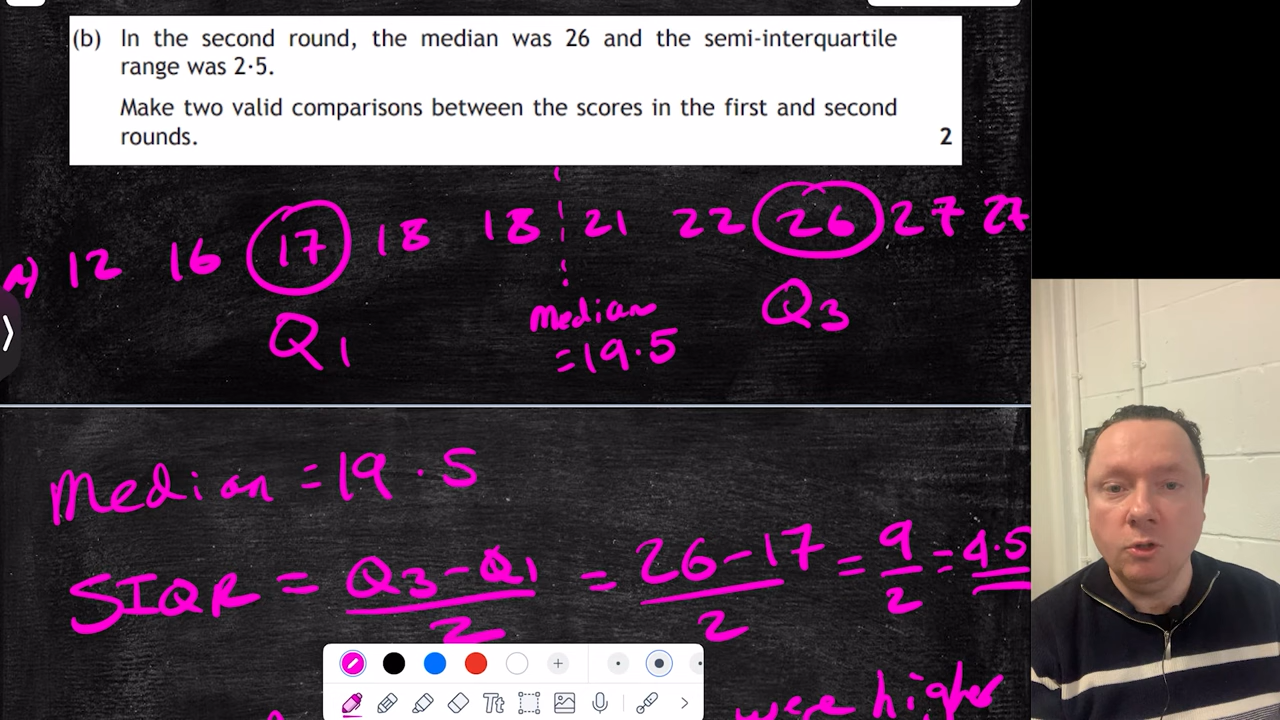 (b) In the second round, the median was 26 and the semi-interquartile
range was 2·5.
Make two valid comparisons between the scores in the first and second
rounds.
2
a) 12 16 17 18 18 21 22 26 27 27
Q1
Median
= 19.5
Q3
Median = 19.5
SIQR = Q3 - Q1 / 2 = 26 - 17 / 2 = 9 / 2 = 4.5
were higher
Tt